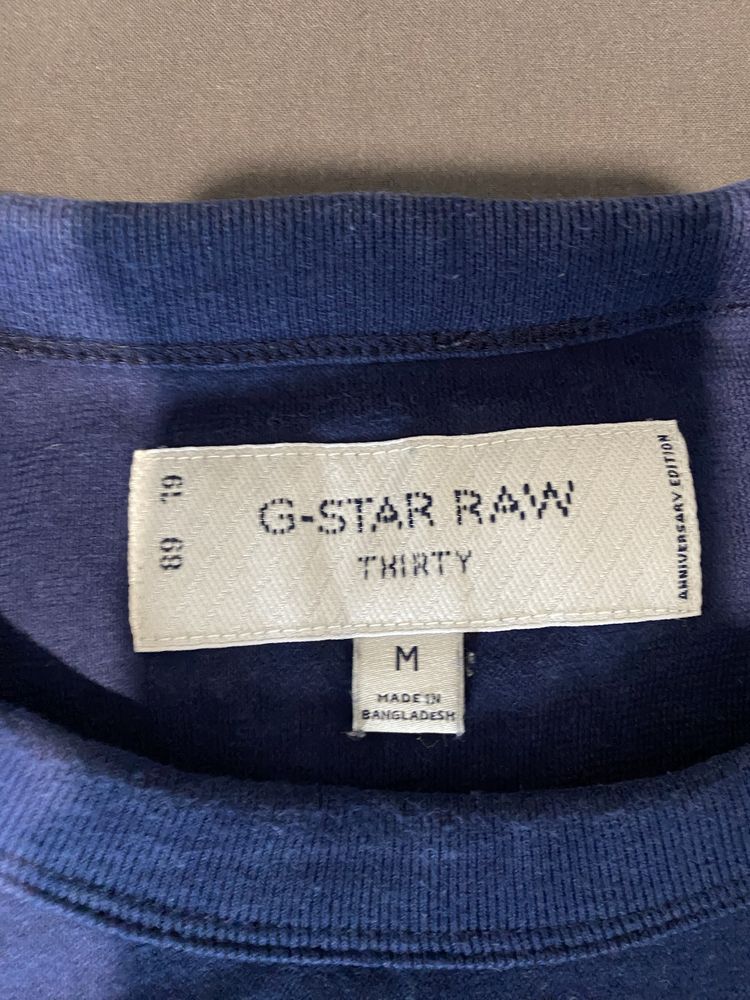 89 19
G-STAR RAW
THIRTY
ANNIVERSARY EDITION
M
MADE IN
BANGLADESH